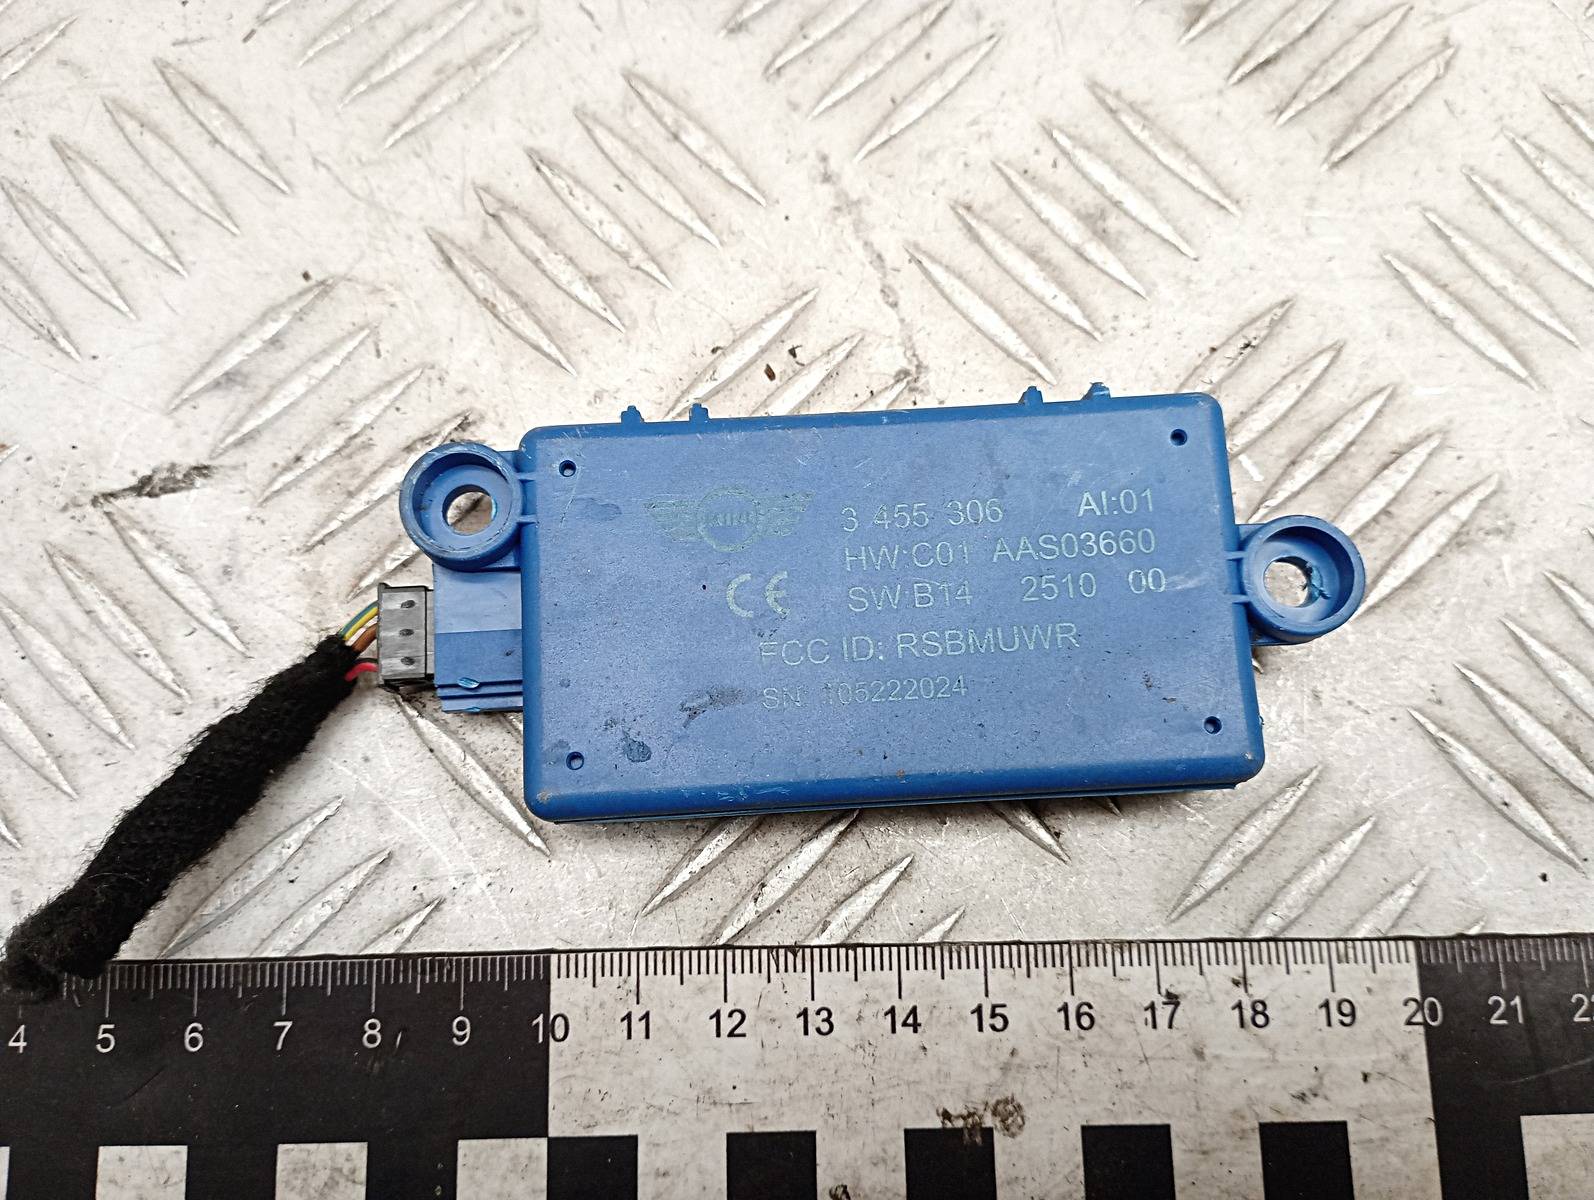 MINI
3 455 306 AI:01
HW:C01 AAS03660
CE
SW:B14 2510 00
FCC ID: RSBMUWR
SN: 105222024
4 5 6 7 8 9 10 11 12 13 14 15 16 17 18 19 20 21